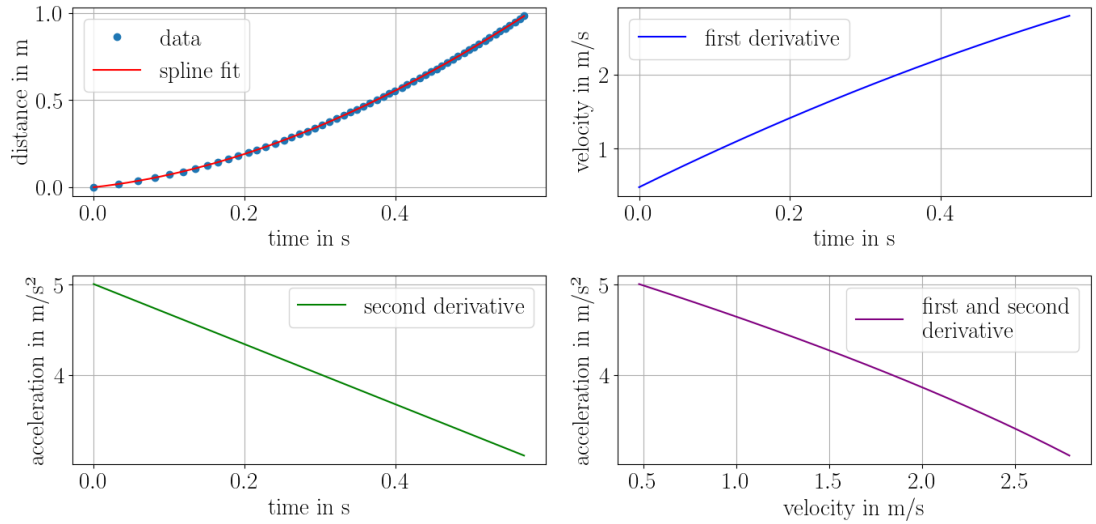 1.0
0.5
0.0
distance in m
data
spline fit
0.0
0.2
0.4
time in s
2
1
velocity in m/s
first derivative
0.0
0.2
0.4
time in s
5
4
acceleration in m/s²
second derivative
0.0
0.2
0.4
time in s
5
4
acceleration in m/s²
first and second
derivative
0.5
1.0
1.5
2.0
2.5
velocity in m/s